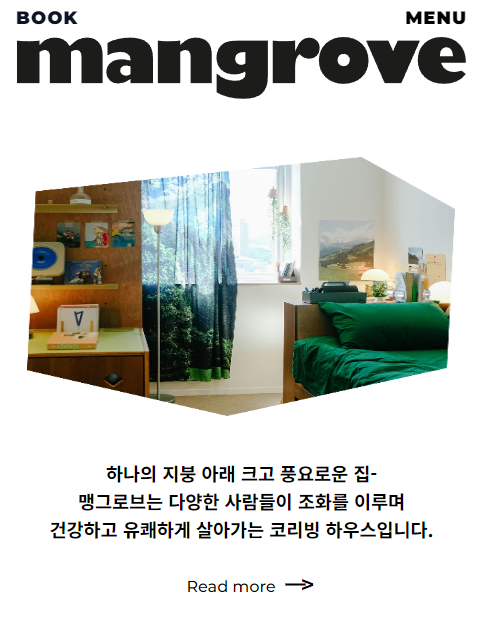 BOOK MENU
mangrove
하나의 지붕 아래 크고 풍요로운 집-
맹그로브는 다양한 사람들이 조화를 이루며
건강하고 유쾌하게 살아가는 코리빙 하우스입니다.
Read more